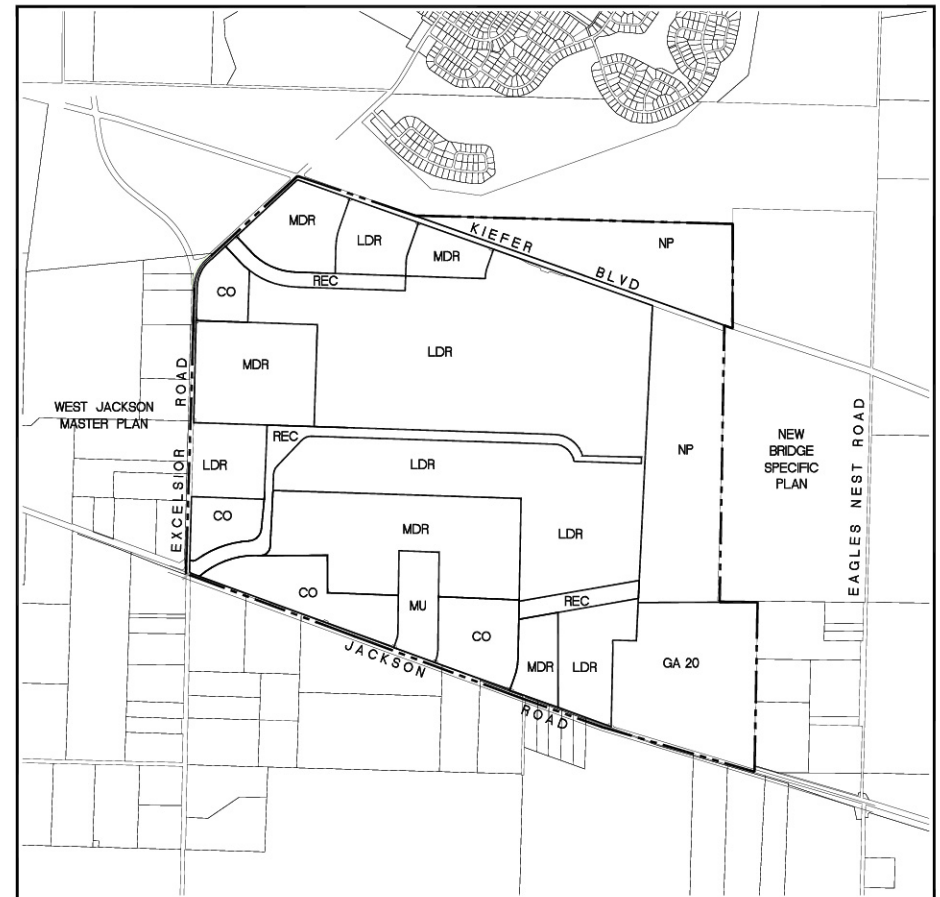 MDR
LDR
MDR
KIEFER
BLVD
NP
REC
CO
LDR
MDR
WEST JACKSON
MASTER PLAN
EXCELSIOR ROAD
REC
LDR
LDR
NP
NEW
BRIDGE
SPECIFIC
PLAN
EAGLES NEST ROAD
CO
MDR
LDR
CO
MU
REC
CO
MDR
LDR
GA 20
JACKSON
ROAD